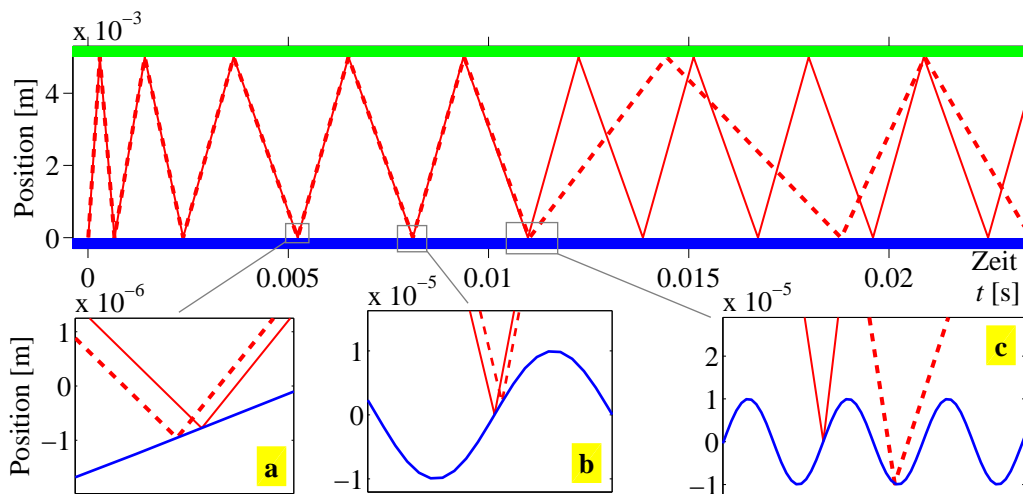 x 10⁻³
Position [m]
4
2
0
0
0.005
0.01
0.015
0.02
Zeit
t [s]
x 10⁻⁶
Position [m]
1
0
−1
a
x 10⁻⁵
1
0
−1
b
x 10⁻⁵
2
1
0
−1
c